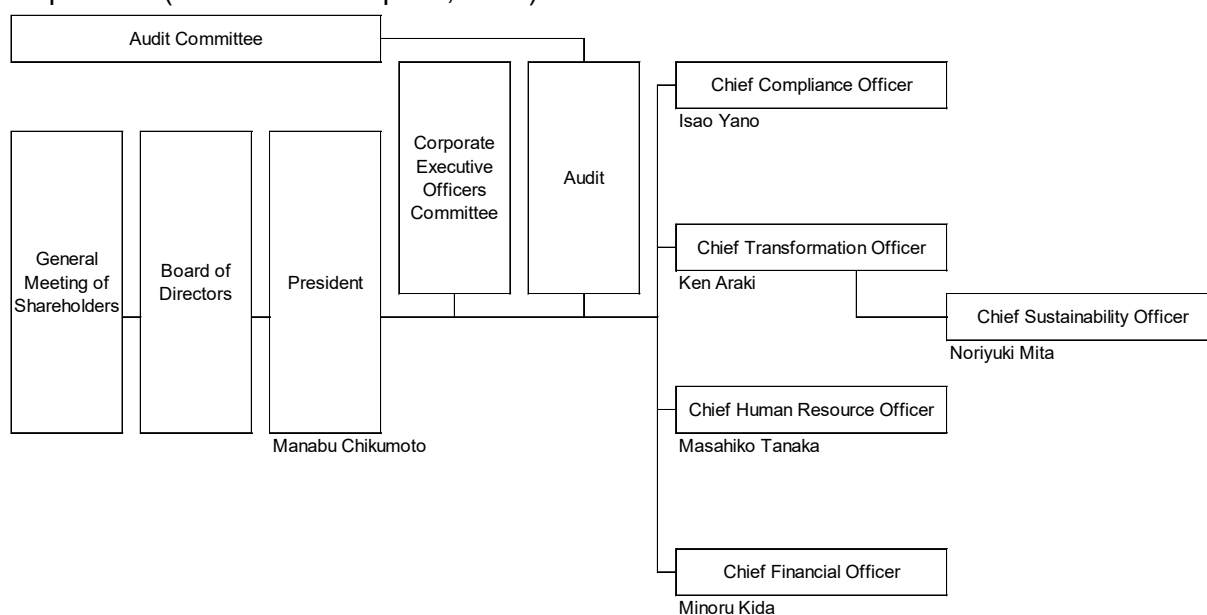 Audit Committee
Chief Compliance Officer
Isao Yano
Corporate
Executive
Officers
Committee
Audit
General
Meeting of
Shareholders
Board of
Directors
President
Manabu Chikumoto
Chief Transformation Officer
Ken Araki
Chief Sustainability Officer
Noriyuki Mita
Chief Human Resource Officer
Masahiko Tanaka
Chief Financial Officer
Minoru Kida